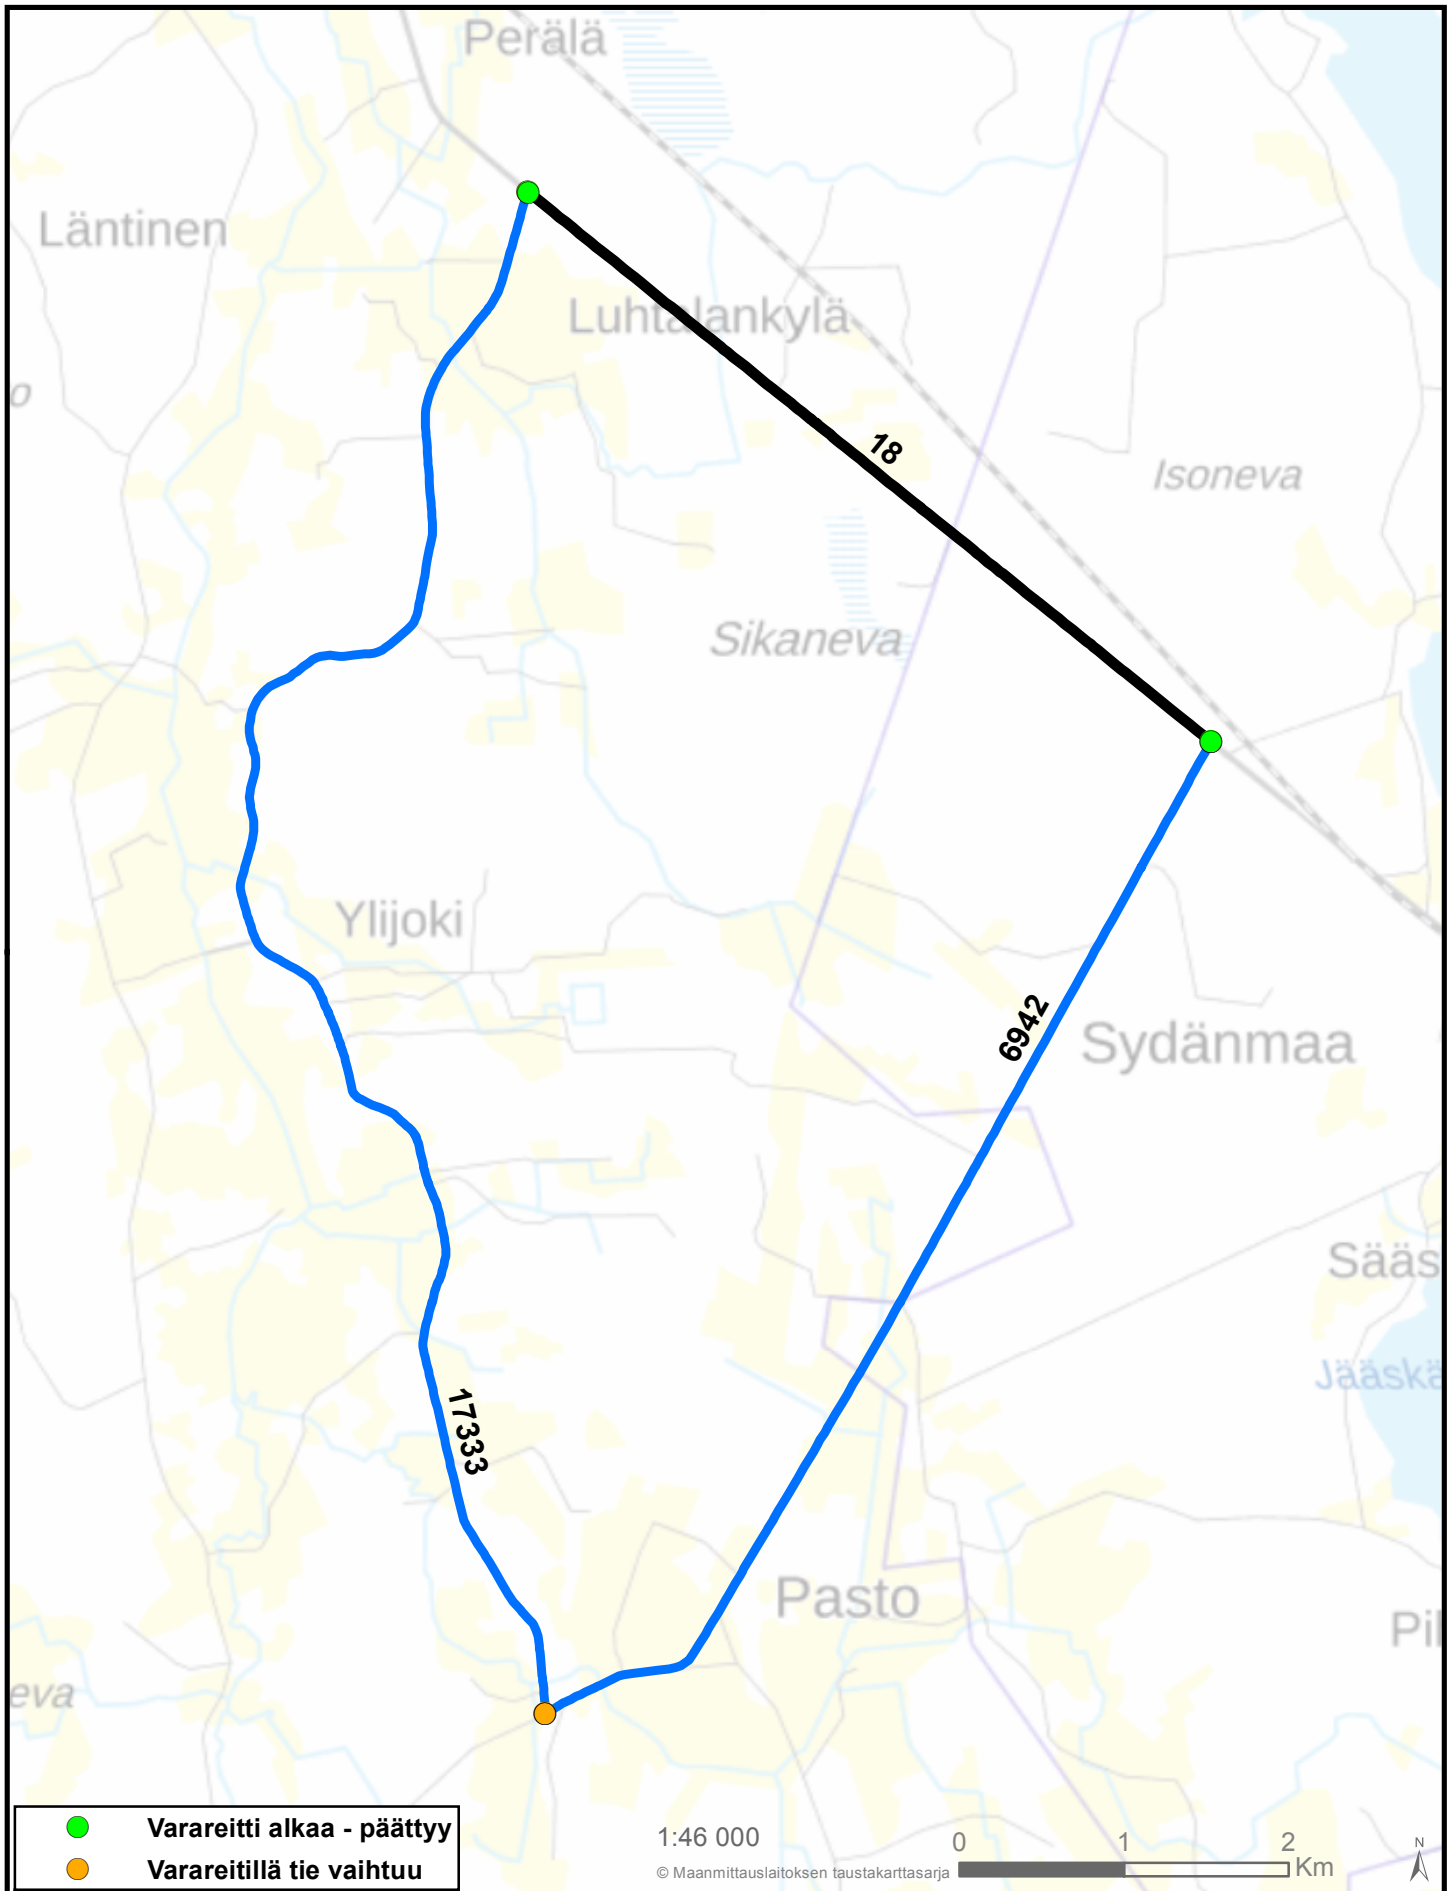 Perälä
Läntinen
Luhtalankylä
o
18
Isoneva
Sikaneva
Ylijoki
6942
Sydänmaa
Sääs
Jääskä
17333
Pasto
Pil
eva
Varareitti alkaa - päättyy
Varareitillä tie vaihtuu
1:46 000
© Maanmittauslaitoksen taustakarttasarja
0 1 2
Km
N